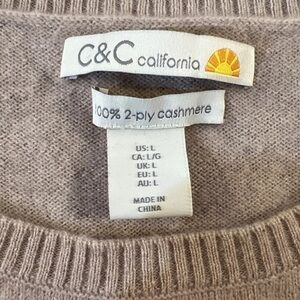 C&C california
100% 2-ply cashmere
US: L
CA: L/G
UK: L
EU: L
AU: L
MADE IN
CHINA